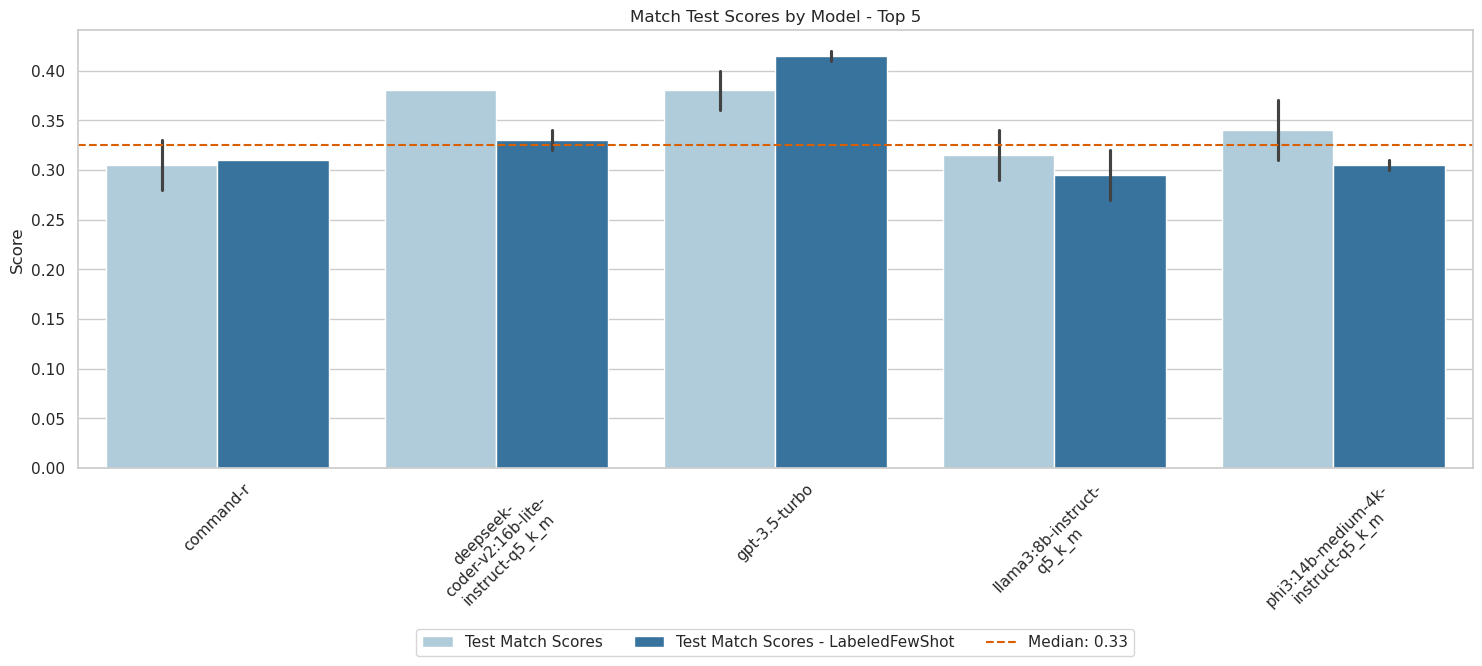 Match Test Scores by Model - Top 5
Score
0.40
0.35
0.30
0.25
0.20
0.15
0.10
0.05
0.00
command-r
deepseek-
coder-v2:16b-lite-
instruct-q5_k_m
gpt-3.5-turbo
llama3:8b-instruct-
q5_k_m
phi3:14b-medium-4k-
instruct-q5_k_m
Test Match Scores
Test Match Scores - LabeledFewShot
Median: 0.33